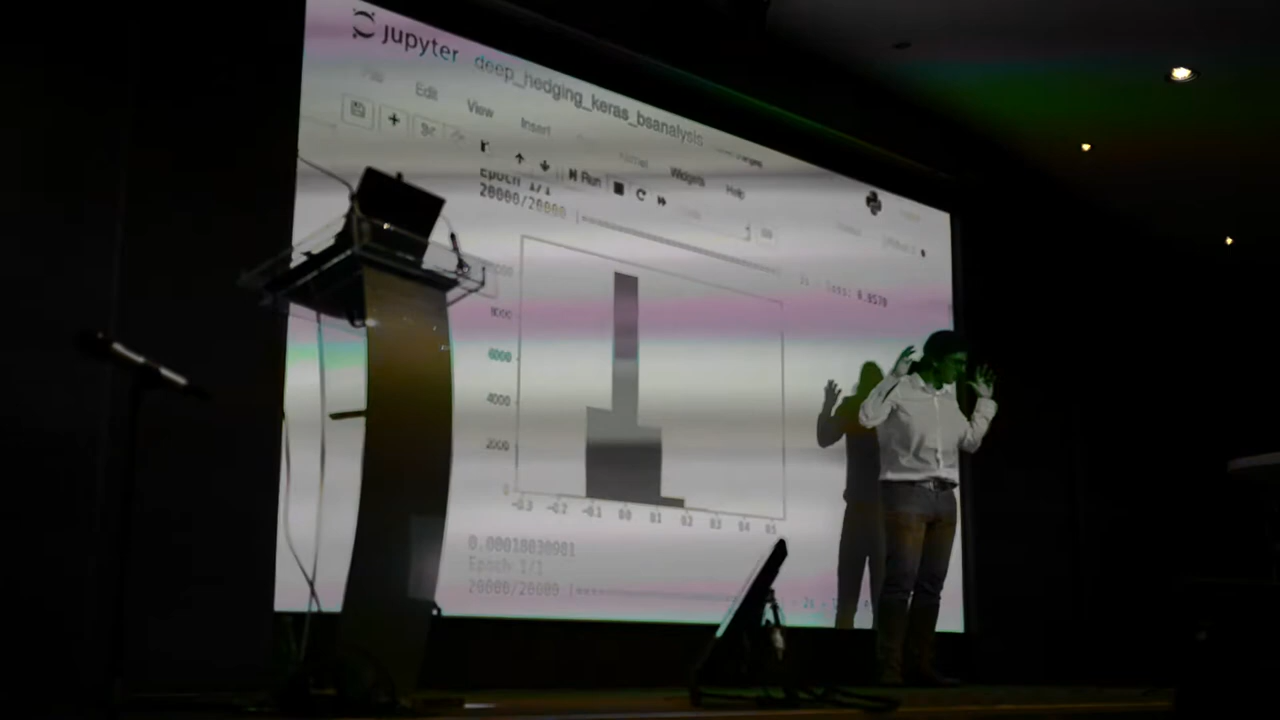 jupyter deep_hedging_keras_bsanalysis
Edit View Insert Widgets Help
Run
Epoch 1/1
20000/20000
loss: 0.0570
8000
6000
4000
2000
0
-0.3 -0.2 -0.1 0.0 0.1 0.2 0.3 0.4 0.5
Epoch 1/1
20000/20000